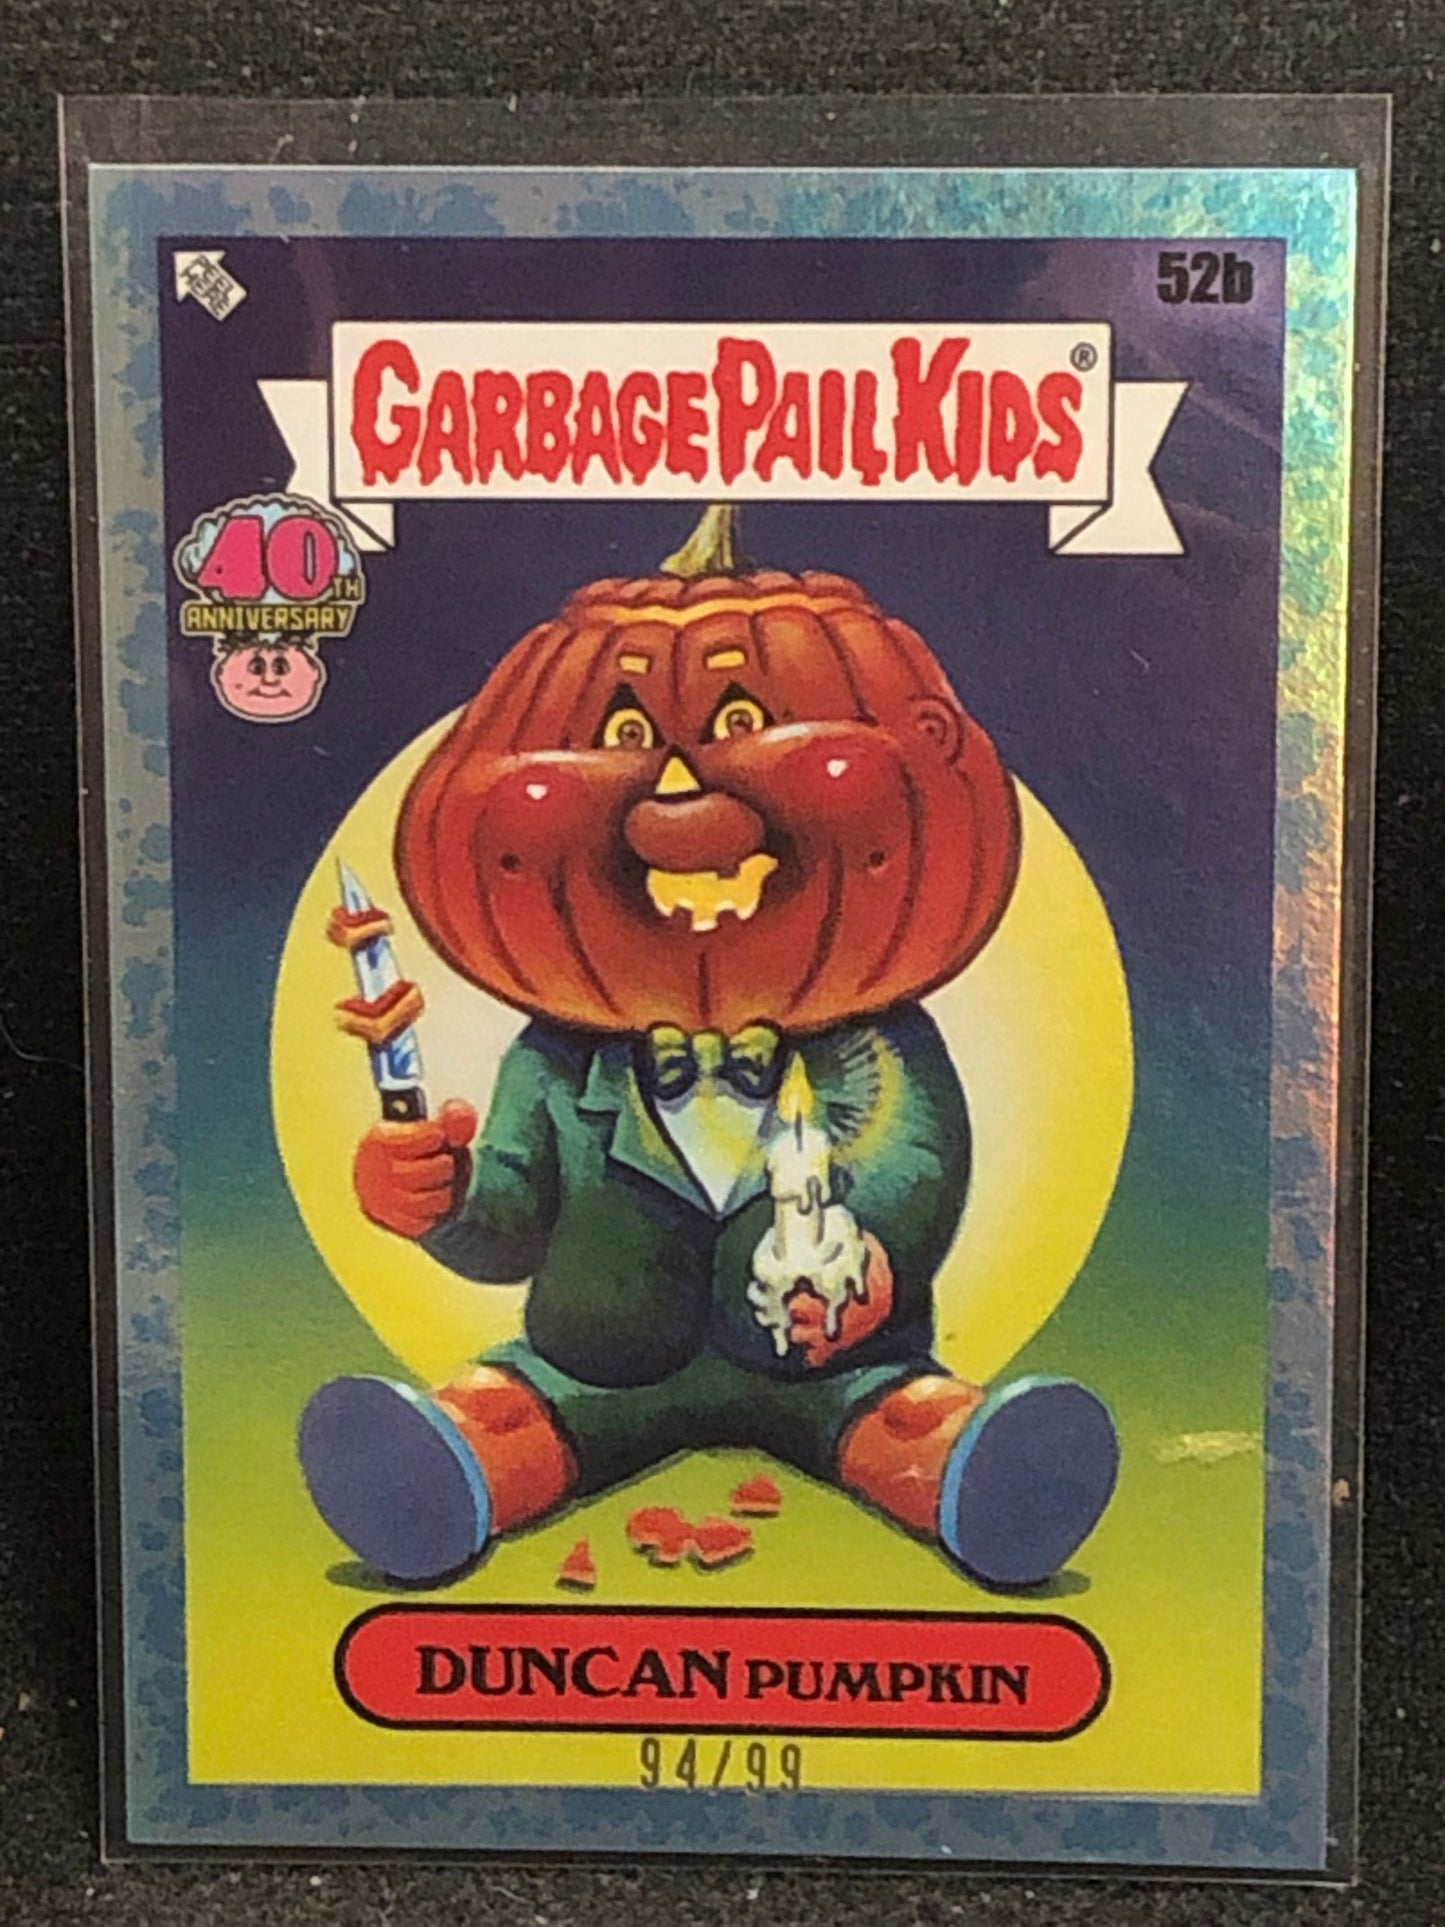 52b
GARBAGE PAIL KIDS®
40TH
ANNIVERSARY
DUNCAN PUMPKIN
94/99